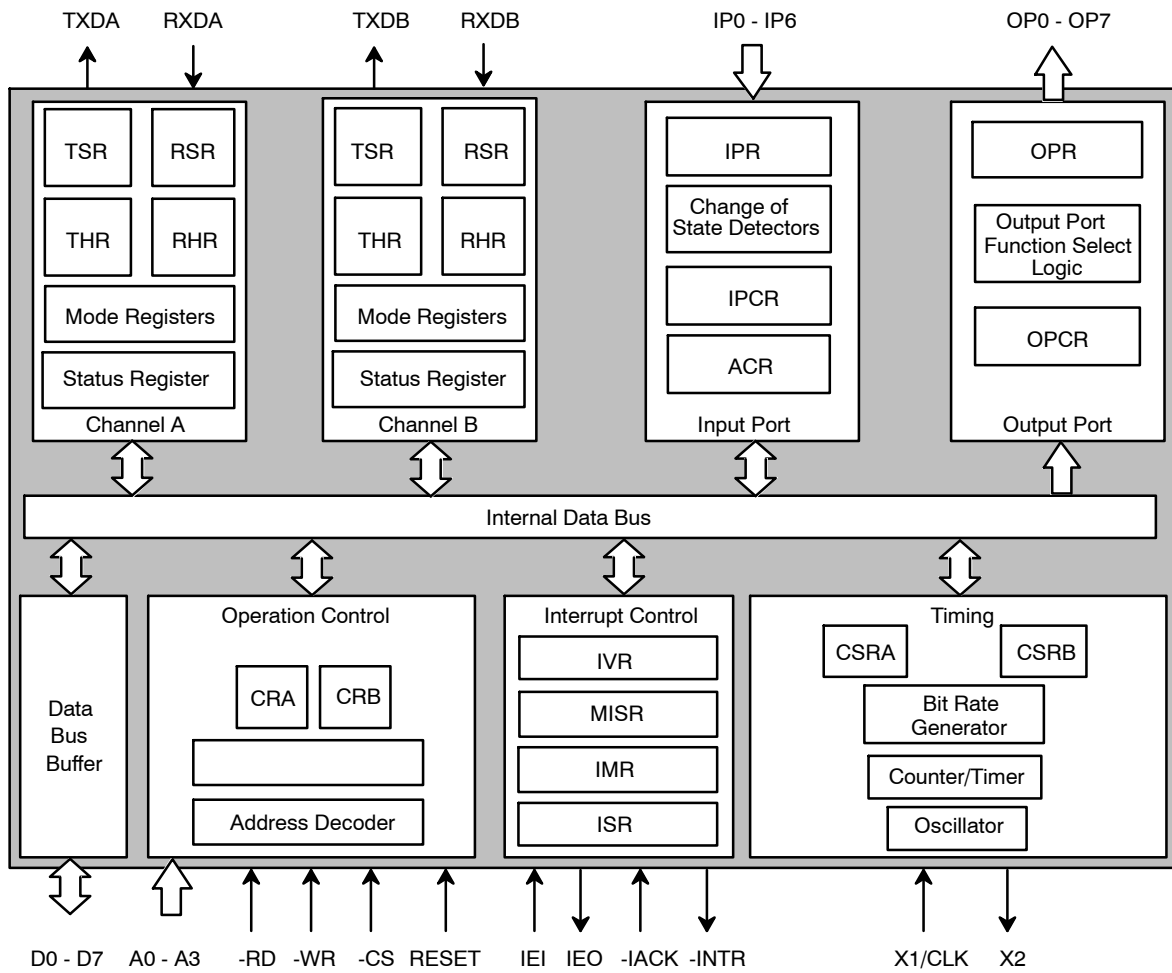 TXDA RXDA TXDB RXDB IP0 - IP6 OP0 - OP7
TSR RSR
THR RHR
Mode Registers
Status Register
Channel A
TSR RSR
THR RHR
Mode Registers
Status Register
Channel B
IPR
Change of
State Detectors
IPCR
ACR
Input Port
OPR
Output Port
Function Select
Logic
OPCR
Output Port
Internal Data Bus
Data
Bus
Buffer
Operation Control
CRA CRB
Address Decoder
Interrupt Control
IVR
MISR
IMR
ISR
Timing
CSRA CSRB
Bit Rate
Generator
Counter/Timer
Oscillator
D0 - D7 A0 - A3 -RD -WR -CS RESET IEI IEO -IACK -INTR X1/CLK X2